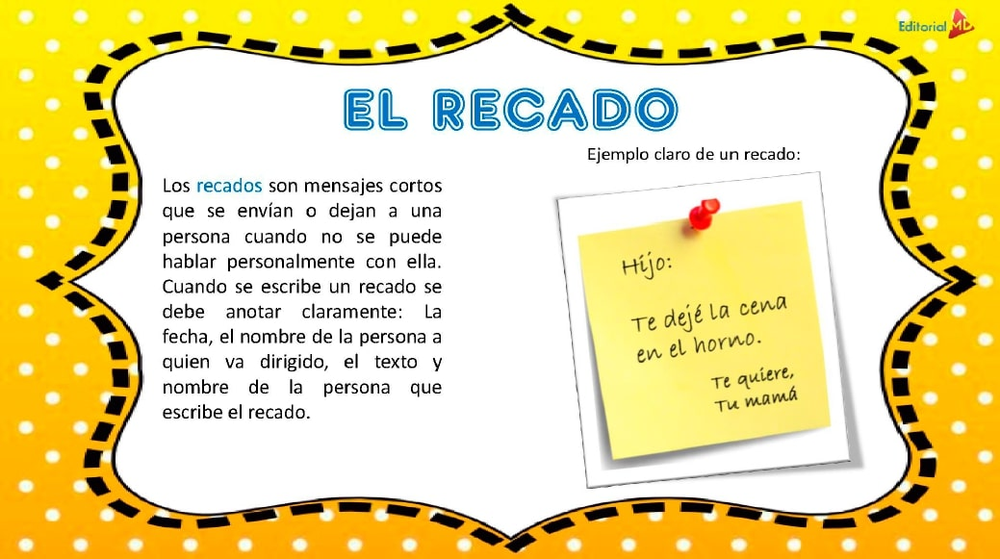 Editorial MD
EL RECADO
Los recados son mensajes cortos
que se envían o dejan a una
persona cuando no se puede
hablar personalmente con ella.
Cuando se escribe un recado se
debe anotar claramente: La
fecha, el nombre de la persona a
quien va dirigido, el texto y
nombre de la persona que
escribe el recado.
Ejemplo claro de un recado:
Hijo:
Te dejé la cena
en el horno.
Te quiere,
Tu mamá